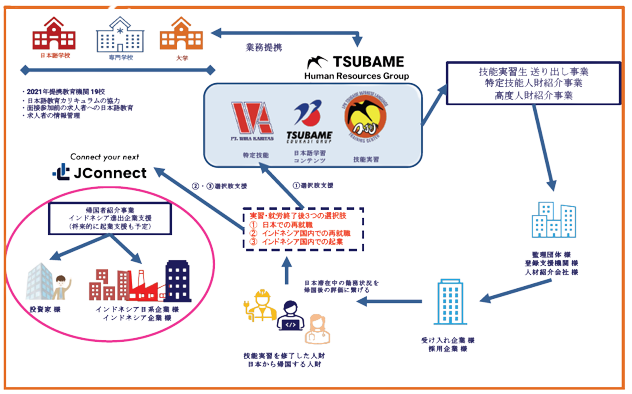 日本語学校
専門学校
大学
業務提携
TSUBAME
Human Resources Group
・2021年提携教育機関19校
・日本語教育カリキュラムの協力
・面接参加前の求人者への日本語教育
・求人者の情報管理
PT. WIRA KARITAS
特定技能
TSUBAME
EDUKASI GROUP
日本語学習
コンテンツ
技能実習
技能実習生 送り出し事業
特定技能人財紹介事業
高度人財紹介事業
Connect your next
JConnect
②・③選択肢支援
①選択肢支援
帰国者紹介事業
インドネシア進出企業支援
(将来的に起業支援も予定)
実習・就労終了後3つの選択肢
① 日本での再就職
② インドネシア国内での再就職
③ インドネシア国内での起業
投資家 様
インドネシア日系企業 様
インドネシア企業 様
日本滞在中の勤務状況を
帰国後の評価に繋げる
技能実習を修了した人財
日本から帰国する人財
監理団体 様
登録支援機関 様
人材紹介会社 様
受け入れ企業 様
採用企業 様